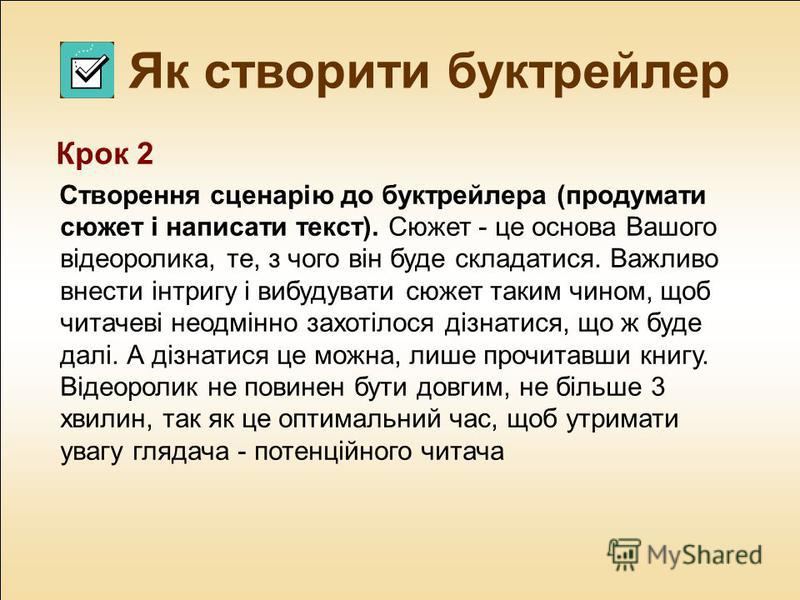 Як створити буктрейлер
Крок 2
Створення сценарію до буктрейлера (продумати
сюжет і написати текст). Сюжет - це основа Вашого
відеоролика, те, з чого він буде складатися. Важливо
внести інтригу і вибудувати сюжет таким чином, щоб
читачеві неодмінно захотілося дізнатися, що ж буде
далі. А дізнатися це можна, лише прочитавши книгу.
Відеоролик не повинен бути довгим, не більше 3
хвилин, так як це оптимальний час, щоб утримати
увагу глядача - потенційного читача
MyShared